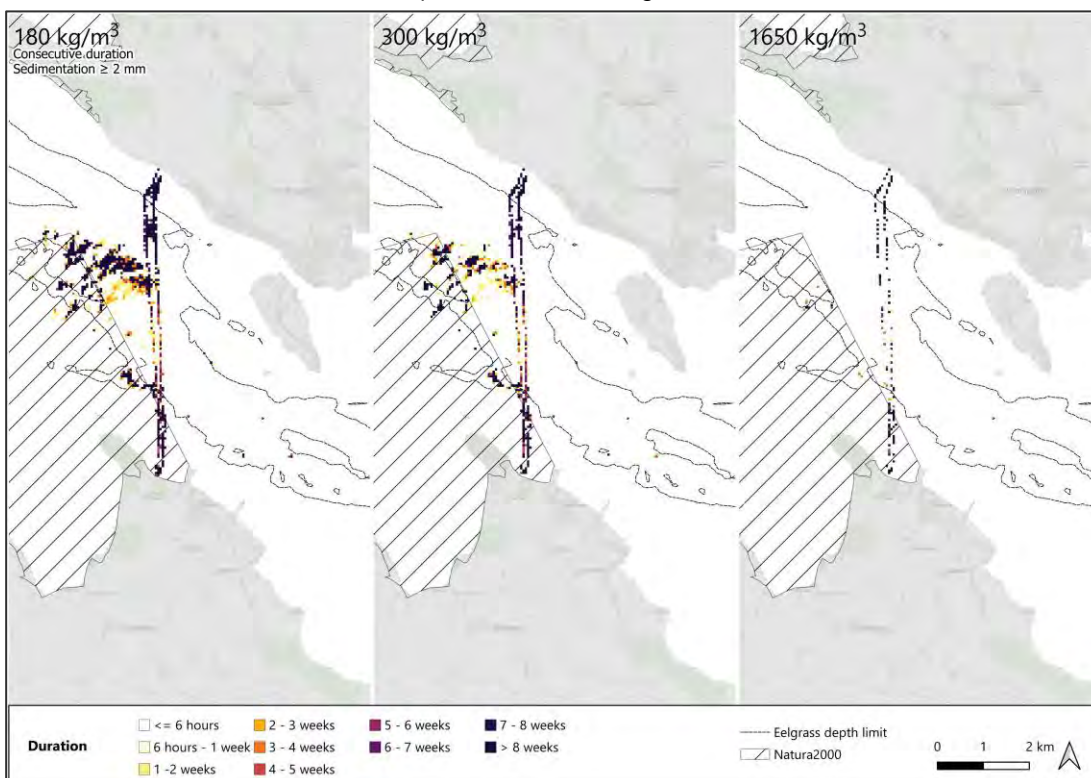 180 kg/m³
Consecutive duration
Sedimentation ≥ 2 mm
300 kg/m³
1650 kg/m³
Duration
<= 6 hours
6 hours - 1 week
1 -2 weeks
2 - 3 weeks
3 - 4 weeks
4 - 5 weeks
5 - 6 weeks
6 - 7 weeks
7 - 8 weeks
> 8 weeks
Eelgrass depth limit
Natura2000
0 1 2 km